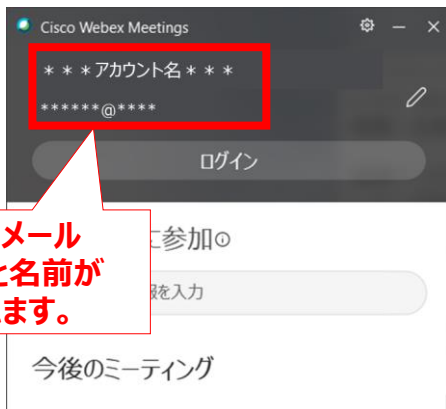 Cisco Webex Meetings
＊＊＊アカウント名＊＊＊
******@****
ログイン
に参加
メール
と名前が
ます。
を入力
今後のミーティング